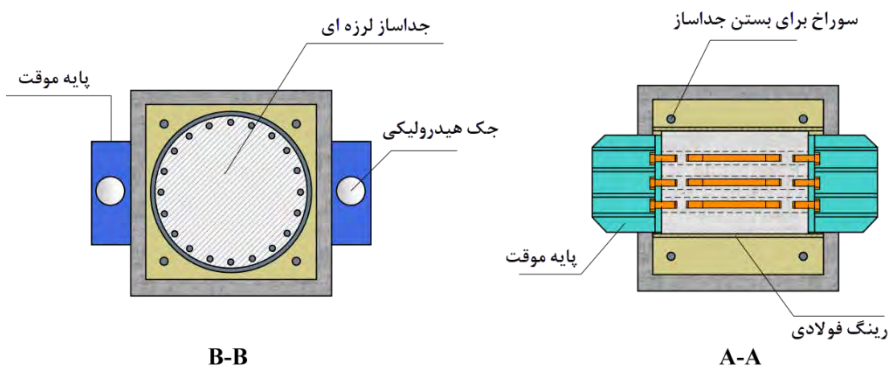 جداساز لرزه ای
پایه موقت
جک هیدرولیکی
B-B
سوراخ برای بستن جداساز
پایه موقت
رینگ فولادی
A-A